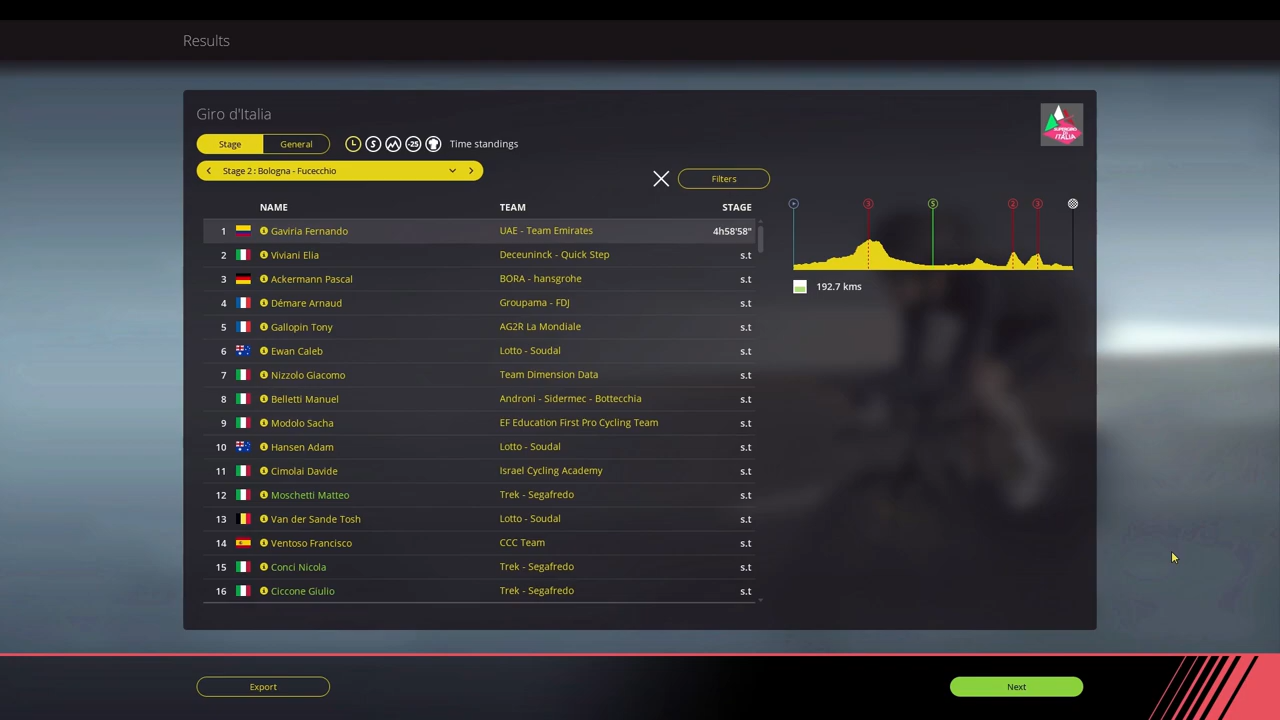 Results
Giro d'Italia
Stage General S -25 Time standings
Stage 2 : Bologna - Fucecchio
Filters
NAME TEAM STAGE
1 Gaviria Fernando UAE - Team Emirates 4h58'58"
2 Viviani Elia Deceuninck - Quick Step s.t
3 Ackermann Pascal BORA - hansgrohe s.t
4 Démare Arnaud Groupama - FDJ s.t
5 Gallopin Tony AG2R La Mondiale s.t
6 Ewan Caleb Lotto - Soudal s.t
7 Nizzolo Giacomo Team Dimension Data s.t
8 Belletti Manuel Androni - Sidermec - Bottecchia s.t
9 Modolo Sacha EF Education First Pro Cycling Team s.t
10 Hansen Adam Lotto - Soudal s.t
11 Cimolai Davide Israel Cycling Academy s.t
12 Moschetti Matteo Trek - Segafredo s.t
13 Van der Sande Tosh Lotto - Soudal s.t
14 Ventoso Francisco CCC Team s.t
15 Conci Nicola Trek - Segafredo s.t
16 Ciccone Giulio Trek - Segafredo s.t
3 S 2 3
192.7 kms
Export
Next